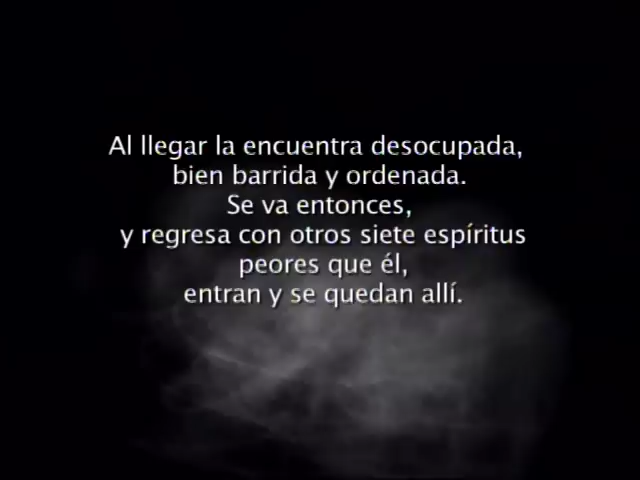 Al llegar la encuentra desocupada,
bien barrida y ordenada.
Se va entonces,
y regresa con otros siete espíritus
peores que él,
entran y se quedan allí.